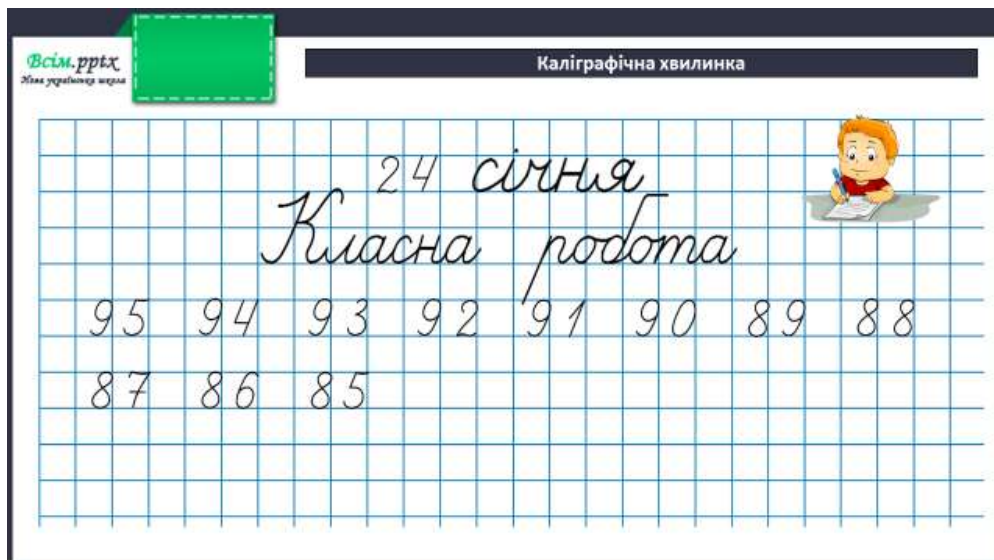 Всім.pptx
Нова українська школа
Каліграфічна хвилинка
24 січня
Класна робота
95 94 93 92 91 90 89 88
87 86 85